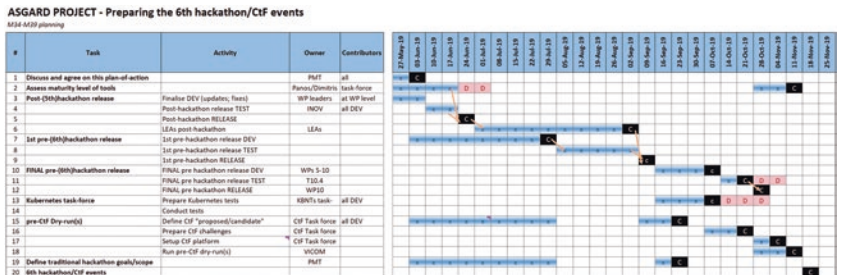 ASGARD PROJECT - Preparing the 6th hackathon/CtF events
M34-M39 planning
# Task Activity Owner Contributors 27-May-19 03-Jun-19 10-Jun-19 17-Jun-19 24-Jun-19 01-Jul-19 08-Jul-19 15-Jul-19 22-Jul-19 29-Jul-19 05-Aug-19 12-Aug-19 19-Aug-19 26-Aug-19 02-Sep-19 09-Sep-19 16-Sep-19 23-Sep-19 30-Sep-19 07-Oct-19 14-Oct-19 21-Oct-19 28-Oct-19 04-Nov-19 11-Nov-19 18-Nov-19 25-Nov-19
1 Discuss and agree on this plan-of-action PMT all C
2 Assess maturity level of tools Panos/Dimitris task-force D D C
3 Post-(5th)hackathon release Finalise DEV (updates; fixes) WP leaders at WP level
4 Post-hackathon release TEST INOV all DEV
5 Post-hackathon RELEASE C
6 LEAs post-hackathon LEAs C
7 1st pre-(6th)hackathon release 1st pre-hackathon release DEV C
8 1st pre-hackathon release TEST
9 1st pre-hackathon RELEASE C
10 FINAL pre-(6th)hackathon release FINAL pre hackathon release DEV WPs 5-10 c
11 FINAL pre hackathon release TEST T10.4 C D D
12 FINAL pre hackathon RELEASE WP10 C
13 Kubernetes task-force Prepare Kubernetes tests KBNTs task- all DEV c D D D
14 Conduct tests
15 pre-CtF Dry-run(s) Define CtF "proposed/candidate" CtF Task force all DEV C
16 Prepare CtF challenges CtF Task force C
17 Setup CtF platform CtF Task force C
18 Run pre-CtF dry-run(s) VICOM C
19 Define traditional hackathon goals/scope PMT C
20 6th hackathon/CtF events C